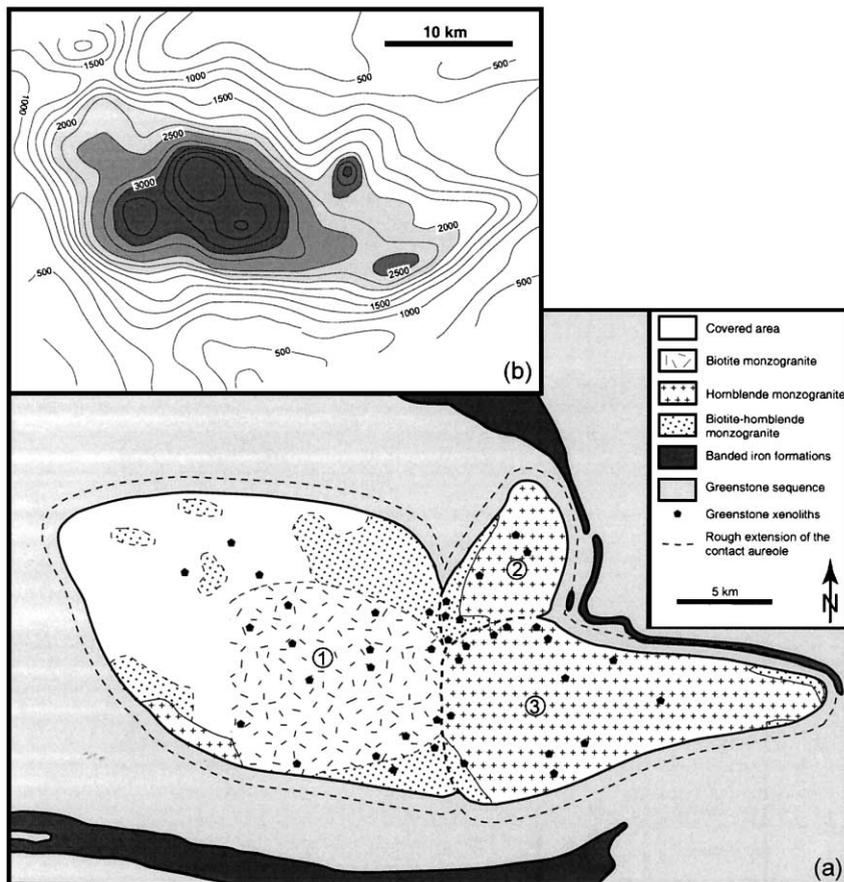 10 km
1500
1000
500
500
1000
1500
2000
2500
3000
2000
500
2500
1500
1000
500
500
500
(b)
Covered area
Biotite monzogranite
Hornblende monzogranite
Biotite-hornblende
monzogranite
Banded iron formations
Greenstone sequence
Greenstone xenoliths
Rough extension of the
contact aureole
5 km
N
2
1
3
(a)